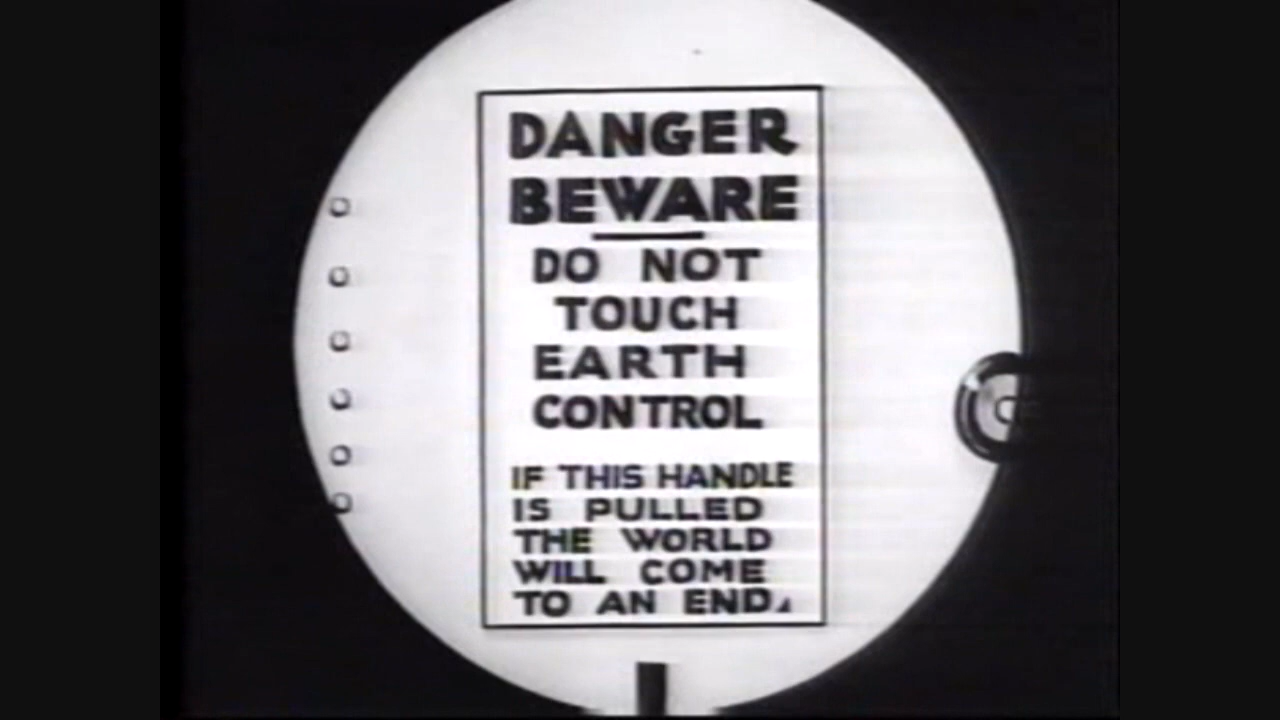 DANGER
BEWARE
DO NOT
TOUCH
EARTH
CONTROL
IF THIS HANDLE
IS PULLED
THE WORLD
WILL COME
TO AN END.